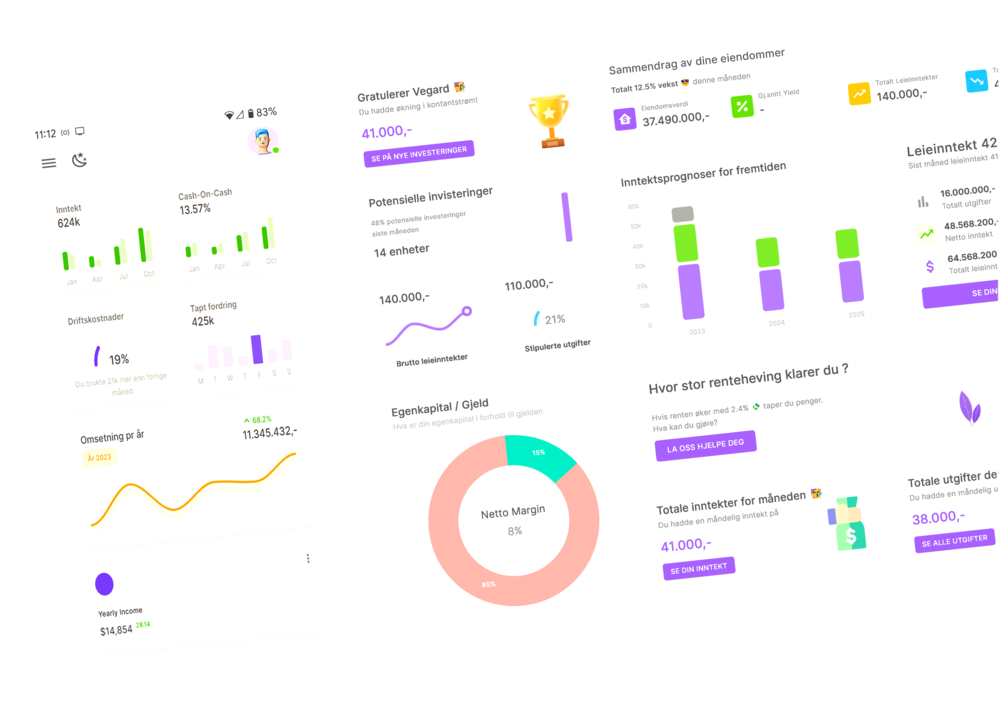 11:12
83%
Inntekt
624k
Jan Apr Jul Oct
Cash-On-Cash
13.57%
Jan Apr Jul Oct
Driftskostnader
19%
Du brukte 21k mer enn forrige
måned
Tapt fordring
425k
M T W T F S S
Omsetning pr år
År 2023
68.2%
11.345.432,-
Yearly Income
$14,854 28.14
Gratulerer Vegard
Du hadde økning i kontantstrøm!
41.000,-
SE PÅ NYE INVESTERINGER
Potensielle invisteringer
48% potensielle investeringer
siste måneden
14 enheter
140.000,-
Brutto leieinntekter
110.000,-
21%
Stipulerte utgifter
Egenkapital / Gjeld
Hva er din egenkapital i forhold til gjelden
15%
Netto Margin
8%
85%
Sammendrag av dine eiendommer
Totalt 12.5% vekst 😎 denne måneden
Eiendomsverdi
37.490.000,-
Gj.snitt Yield
-
Totalt Leieinntekter
140.000,-
Inntektsprognoser for fremtiden
60k
50k
40k
30k
20k
10k
0
2023 2024 2025
Leieinntekt 42
Sist måned leieinntekt 41
16.000.000,-
Totalt utgifter
48.568.200,-
Netto inntekt
64.568.200
Totalt leieinnt
SE DIN
Hvor stor renteheving klarer du ?
Hvis renten øker med 2.4% 💸 taper du penger.
Hva kan du gjøre?
LA OSS HJELPE DEG
Totale inntekter for måneden
Du hadde en måndelig inntekt på
41.000,-
SE DIN INNTEKT
Totale utgifter de
Du hadde en måndelig u
38.000,-
SE ALLE UTGIFTER